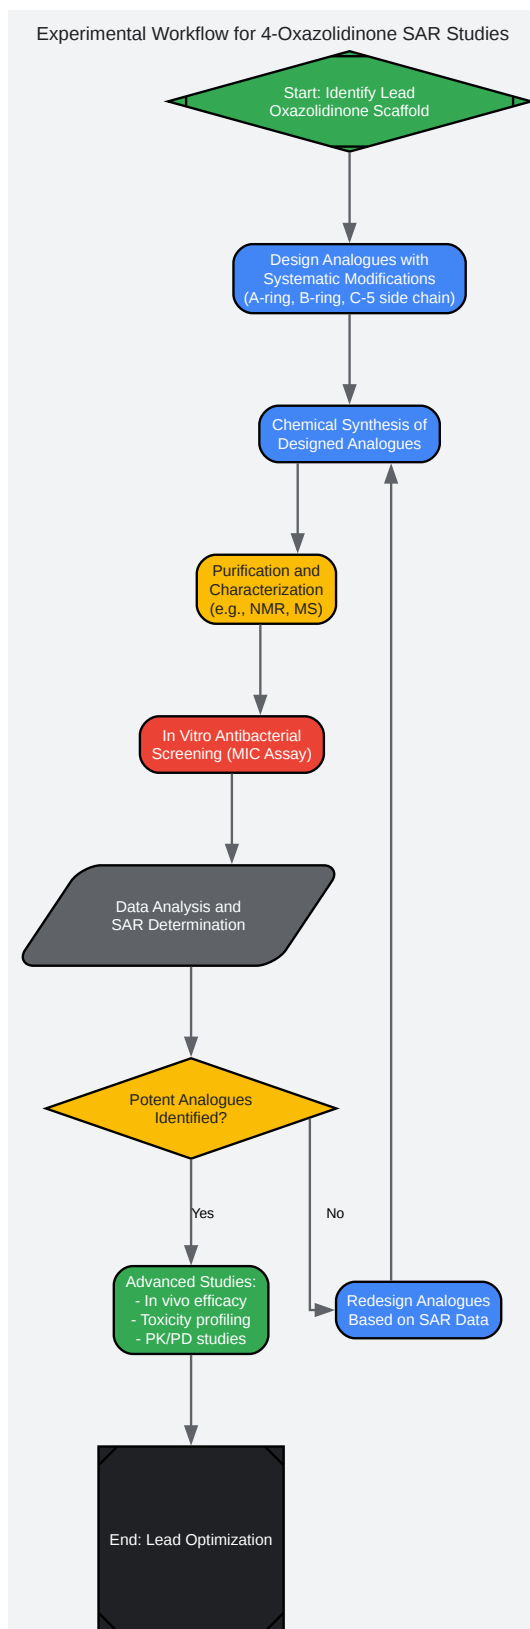 Experimental Workflow for 4-Oxazolidinone SAR Studies
Start: Identify Lead
Oxazolidinone Scaffold
Design Analogues with
Systematic Modifications
(A-ring, B-ring, C-5 side chain)
Chemical Synthesis of
Designed Analogues
Purification and
Characterization
(e.g., NMR, MS)
In Vitro Antibacterial
Screening (MIC Assay)
Data Analysis and
SAR Determination
Potent Analogues
Identified?
Yes
No
Advanced Studies:
- In vivo efficacy
- Toxicity profiling
- PK/PD studies
Redesign Analogues
Based on SAR Data
End: Lead Optimization